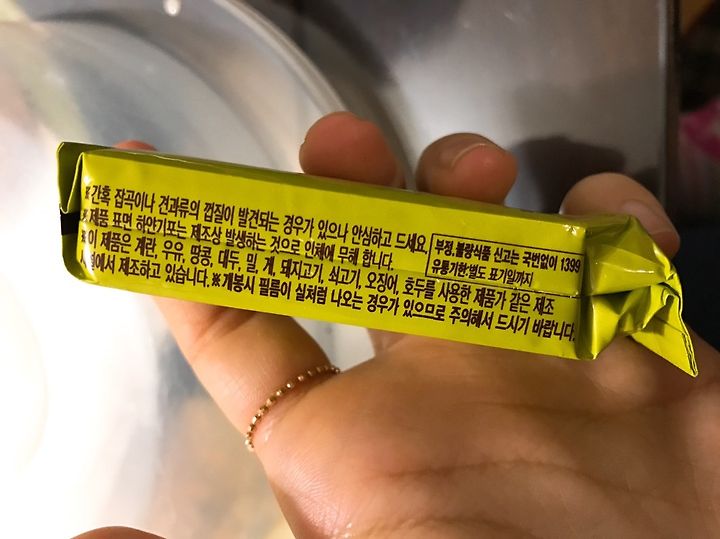 ※간혹 잡곡이나 견과류의 껍질이 발견되는 경우가 있으나 안심하고 드세요.
※제품 표면 하얀기포는 제조상 발생하는 것으로 인체에 무해 합니다.
※이 제품은 계란, 우유, 땅콩, 대두, 밀, 게, 돼지고기, 쇠고기, 오징어, 호두를 사용한 제품가 같은 제조
시설에서 제조하고 있습니다. ※개봉시 필름이 실처럼 나오는 경우가 있으므로 주의해서 드시기 바랍니다.
부정,불량식품 신고는 국번없이 1399
유통기한:별도 표기일까지